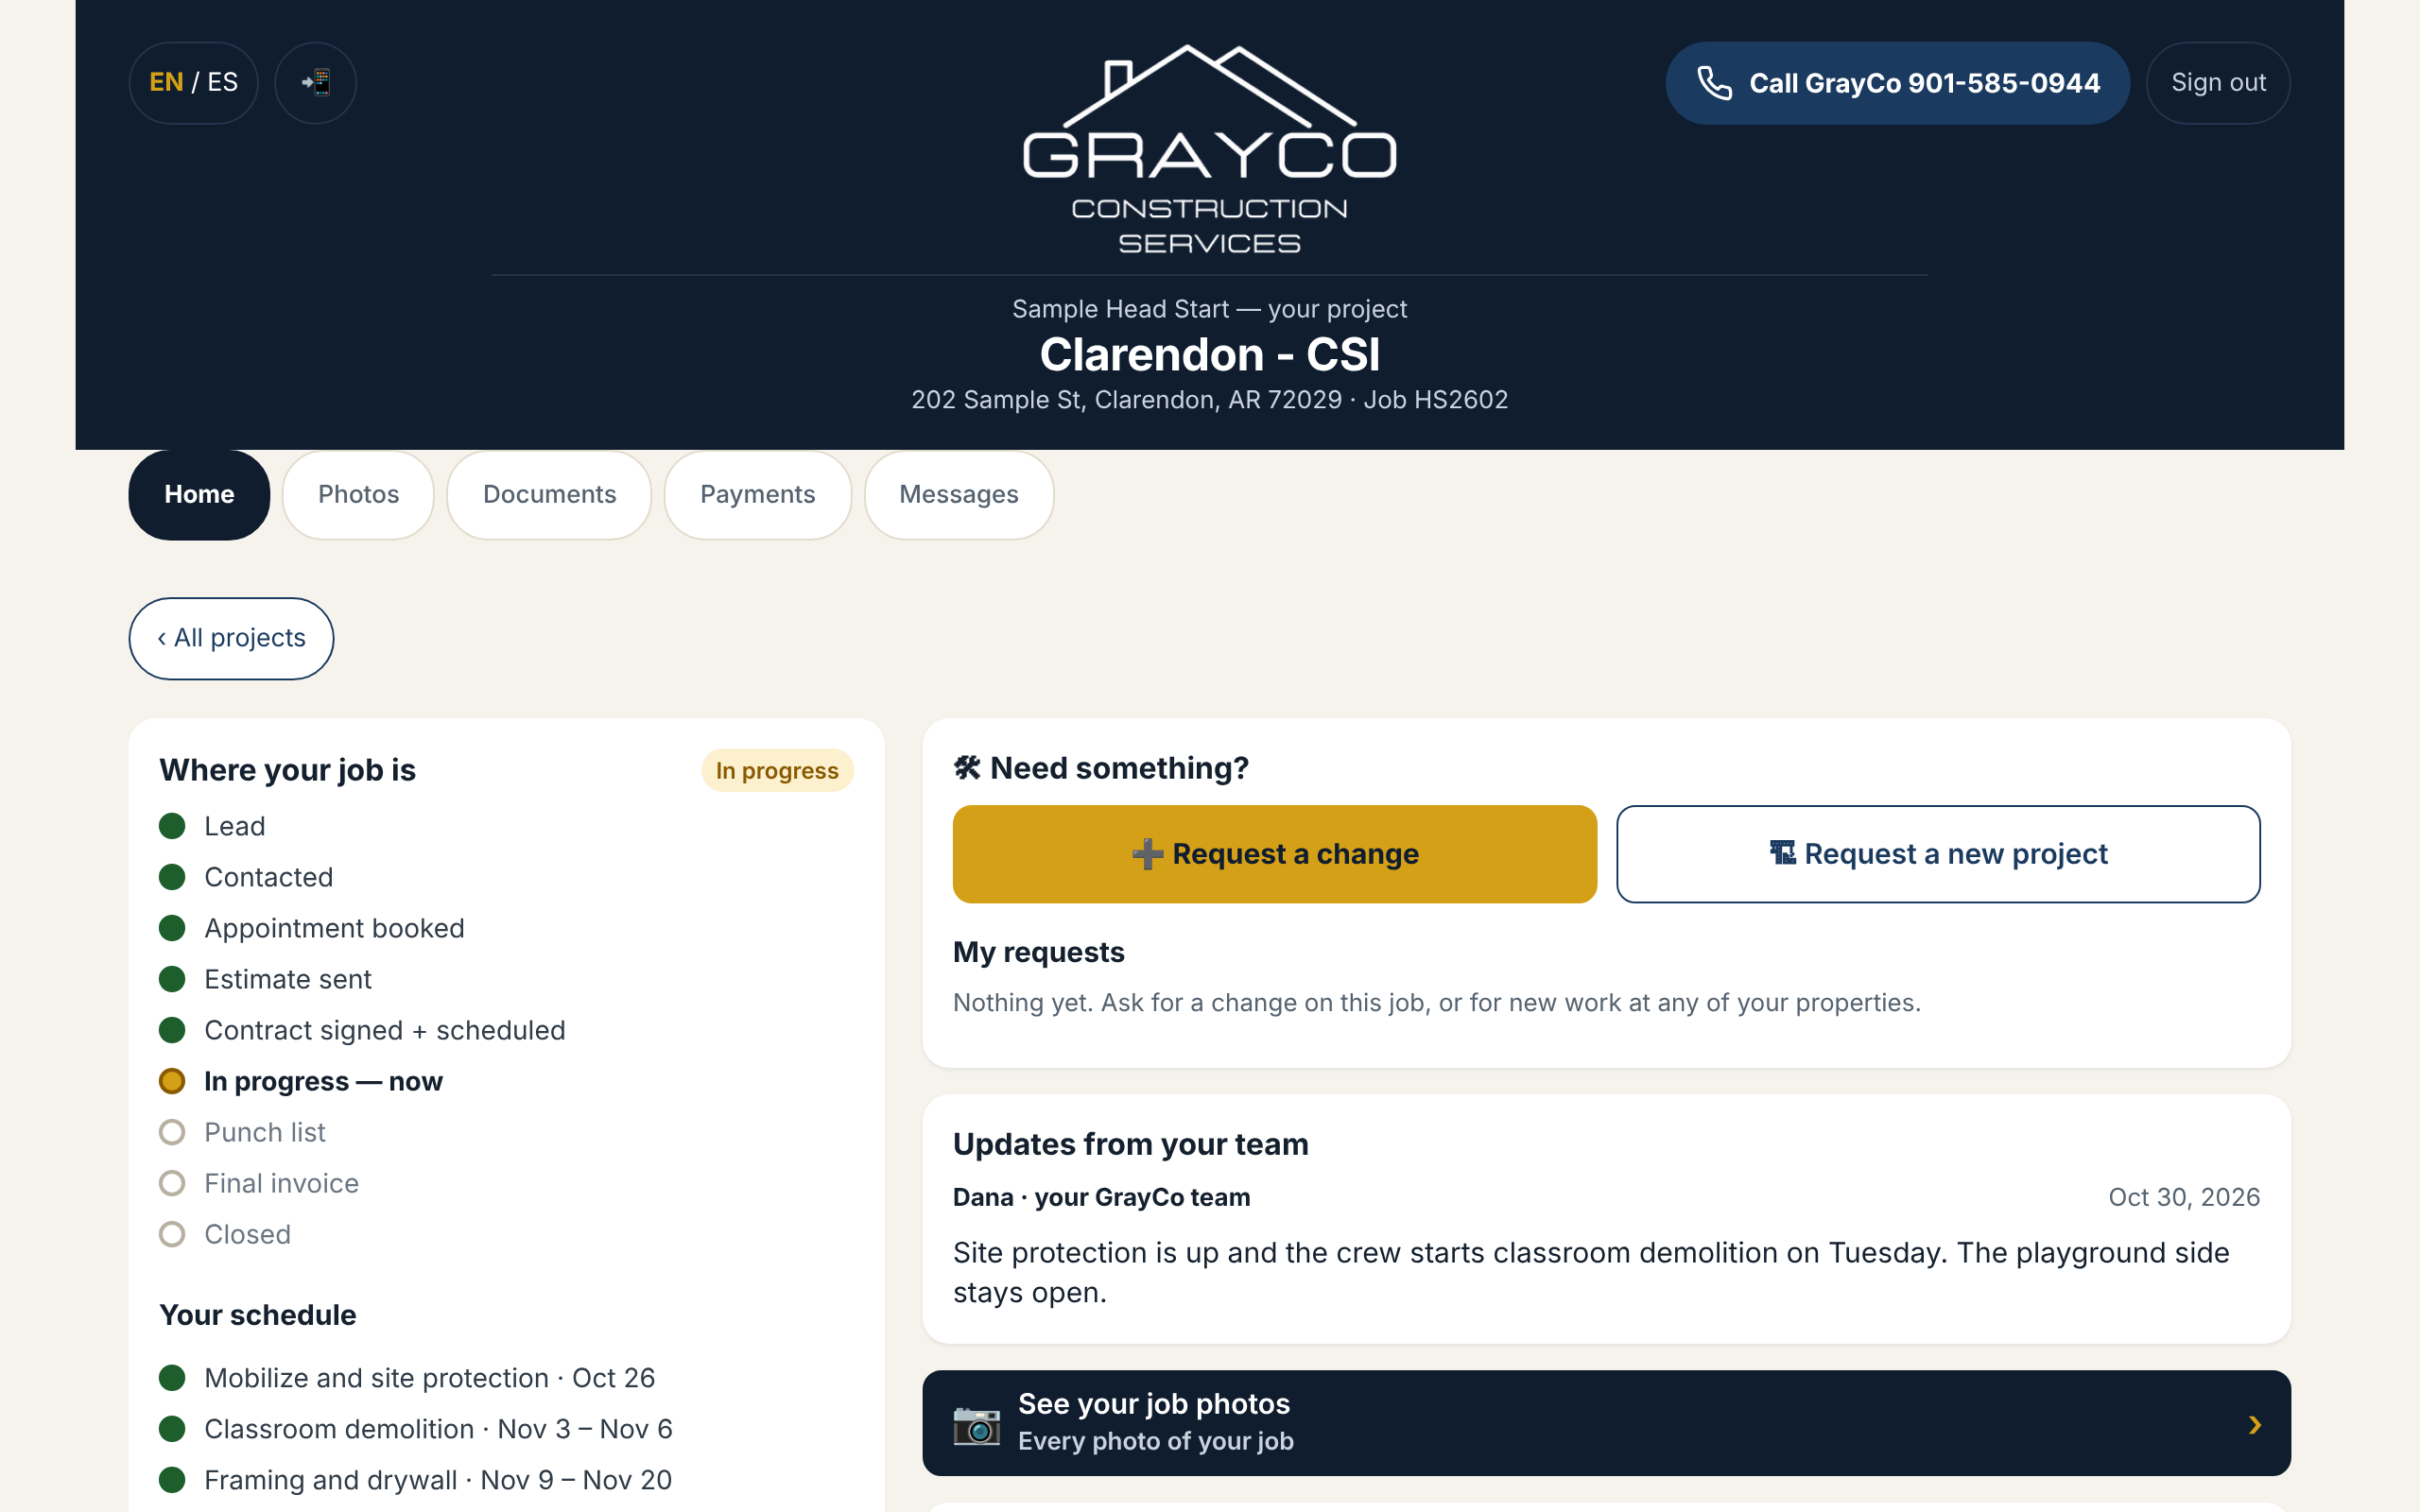 EN / ES
Call GrayCo 901-585-0944
Sign out
GRAYCO
CONSTRUCTION
SERVICES
Sample Head Start — your project
Clarendon - CSI
202 Sample St, Clarendon, AR 72029 · Job HS2602
Home
Photos
Documents
Payments
Messages
‹ All projects
Where your job is
In progress
Lead
Contacted
Appointment booked
Estimate sent
Contract signed + scheduled
In progress — now
Punch list
Final invoice
Closed
Your schedule
Mobilize and site protection · Oct 26
Classroom demolition · Nov 3 – Nov 6
Framing and drywall · Nov 9 – Nov 20
🛠 Need something?
➕ Request a change
🏗 Request a new project
My requests
Nothing yet. Ask for a change on this job, or for new work at any of your properties.
Updates from your team
Dana · your GrayCo team
Oct 30, 2026
Site protection is up and the crew starts classroom demolition on Tuesday. The playground side
stays open.
See your job photos
Every photo of your job
›